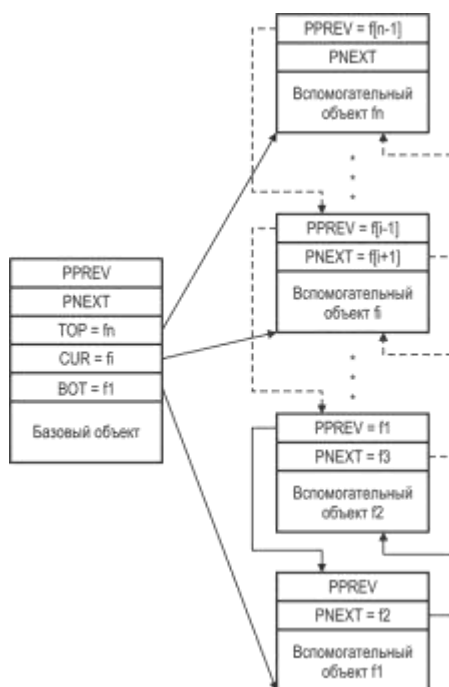 PPREV = f[n-1]
PNEXT
Вспомогательный
объект fn
PPREV = f[i-1]
PNEXT = f[i+1]
Вспомогательный
объект fi
PPREV
PNEXT
TOP = fn
CUR = fi
BOT = f1
Базовый объект
PPREV = f1
PNEXT = f3
Вспомогательный
объект f2
PPREV
PNEXT = f2
Вспомогательный
объект f1